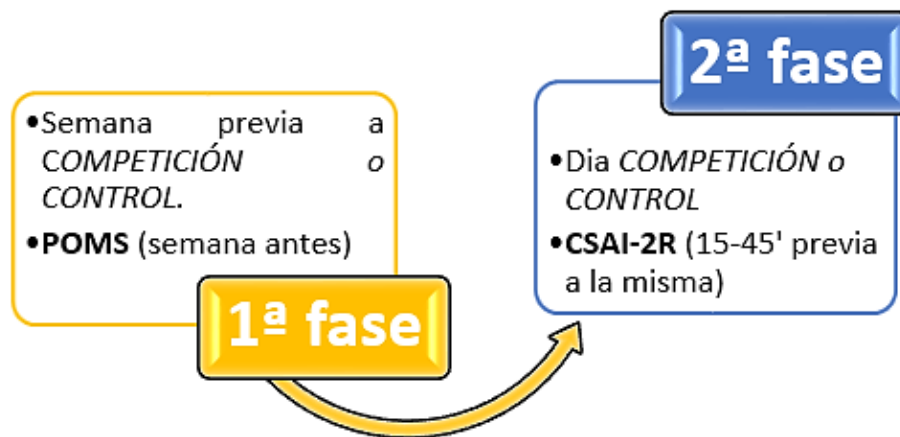 •Semana previa a
COMPETICIÓN o
CONTROL.
•POMS (semana antes)
1ª fase
2ª fase
•Dia COMPETICIÓN o
CONTROL
•CSAI-2R (15-45' previa
a la misma)